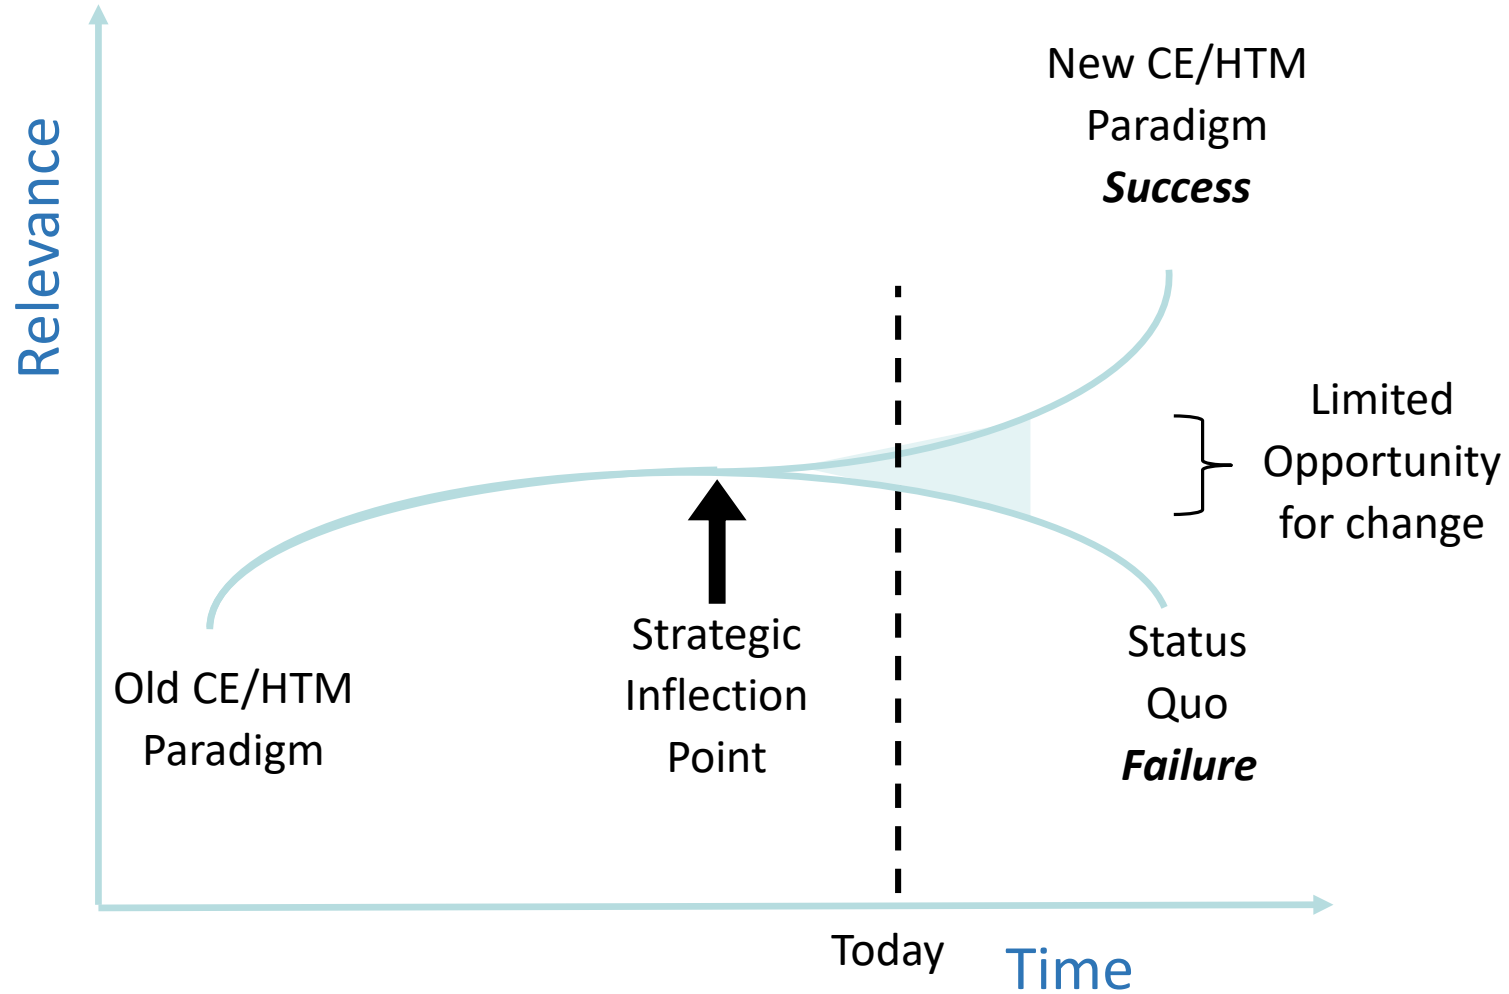 New CE/HTM
Paradigm
Success
Relevance
Limited
Opportunity
for change
Old CE/HTM
Paradigm
Strategic
Inflection
Point
Status
Quo
Failure
Today
Time